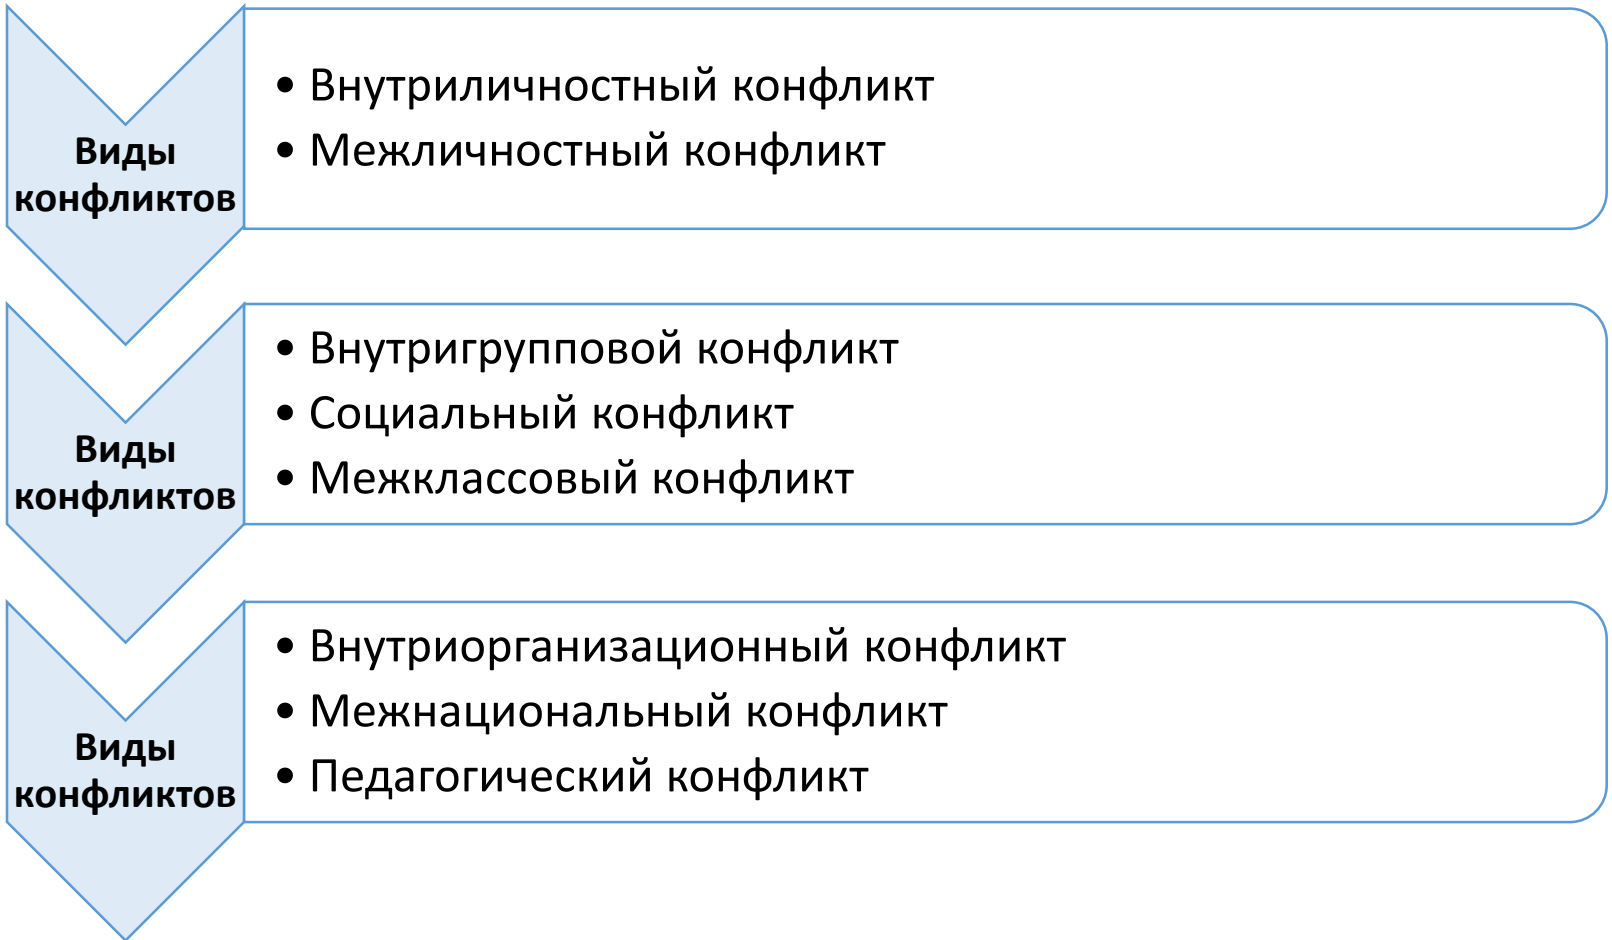 Виды
конфликтов
• Внутриличностный конфликт
• Межличностный конфликт
Виды
конфликтов
• Внутригрупповой конфликт
• Социальный конфликт
• Межклассовый конфликт
Виды
конфликтов
• Внутриорганизационный конфликт
• Межнациональный конфликт
• Педагогический конфликт